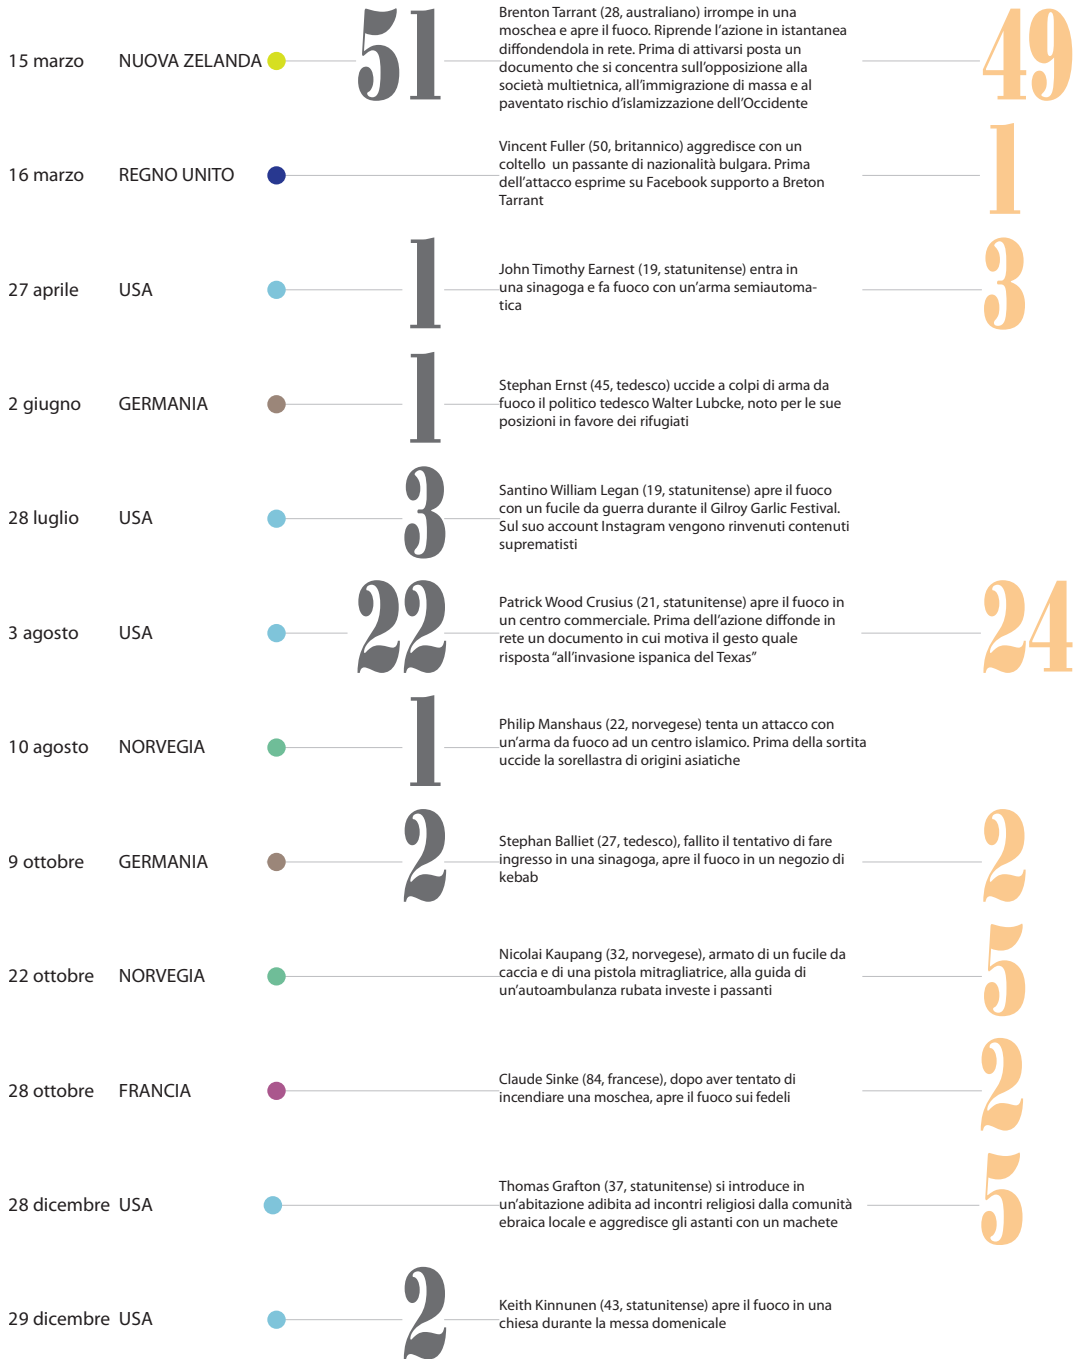 15 marzo NUOVA ZELANDA 51
Brenton Tarrant (28, australiano) irrompe in una
moschea e apre il fuoco. Riprende l'azione in istantanea
diffondendola in rete. Prima di attivarsi posta un
documento che si concentra sull'opposizione alla
società multietnica, all'immigrazione di massa e al
paventato rischio d'islamizzazione dell'Occidente
49
16 marzo REGNO UNITO
Vincent Fuller (50, britannico) aggredisce con un
coltello un passante di nazionalità bulgara. Prima
dell'attacco esprime su Facebook supporto a Breton
Tarrant
1
27 aprile USA 1
John Timothy Earnest (19, statunitense) entra in
una sinagoga e fa fuoco con un'arma semiautoma-
tica
3
2 giugno GERMANIA 1
Stephan Ernst (45, tedesco) uccide a colpi di arma da
fuoco il politico tedesco Walter Lubcke, noto per le sue
posizioni in favore dei rifugiati
28 luglio USA 3
Santino William Legan (19, statunitense) apre il fuoco
con un fucile da guerra durante il Gilroy Garlic Festival.
Sul suo account Instagram vengono rinvenuti contenuti
suprematisti
3 agosto USA 22
Patrick Wood Crusius (21, statunitense) apre il fuoco in
un centro commerciale. Prima dell'azione diffonde in
rete un documento in cui motiva il gesto quale
risposta "all'invasione ispanica del Texas"
24
10 agosto NORVEGIA 1
Philip Manshaus (22, norvegese) tenta un attacco con
un'arma da fuoco ad un centro islamico. Prima della sortita
uccide la sorellastra di origini asiatiche
9 ottobre GERMANIA 2
Stephan Balliet (27, tedesco), fallito il tentativo di fare
ingresso in una sinagoga, apre il fuoco in un negozio di
kebab
2
22 ottobre NORVEGIA
Nicolai Kaupang (32, norvegese), armato di un fucile da
caccia e di una pistola mitragliatrice, alla guida di
un'autoambulanza rubata investe i passanti
5
28 ottobre FRANCIA
Claude Sinke (84, francese), dopo aver tentato di
incendiare una moschea, apre il fuoco sui fedeli
2
28 dicembre USA
Thomas Grafton (37, statunitense) si introduce in
un'abitazione adibita ad incontri religiosi dalla comunità
ebraica locale e aggredisce gli astanti con un machete
5
29 dicembre USA 2
Keith Kinnunen (43, statunitense) apre il fuoco in una
chiesa durante la messa domenicale